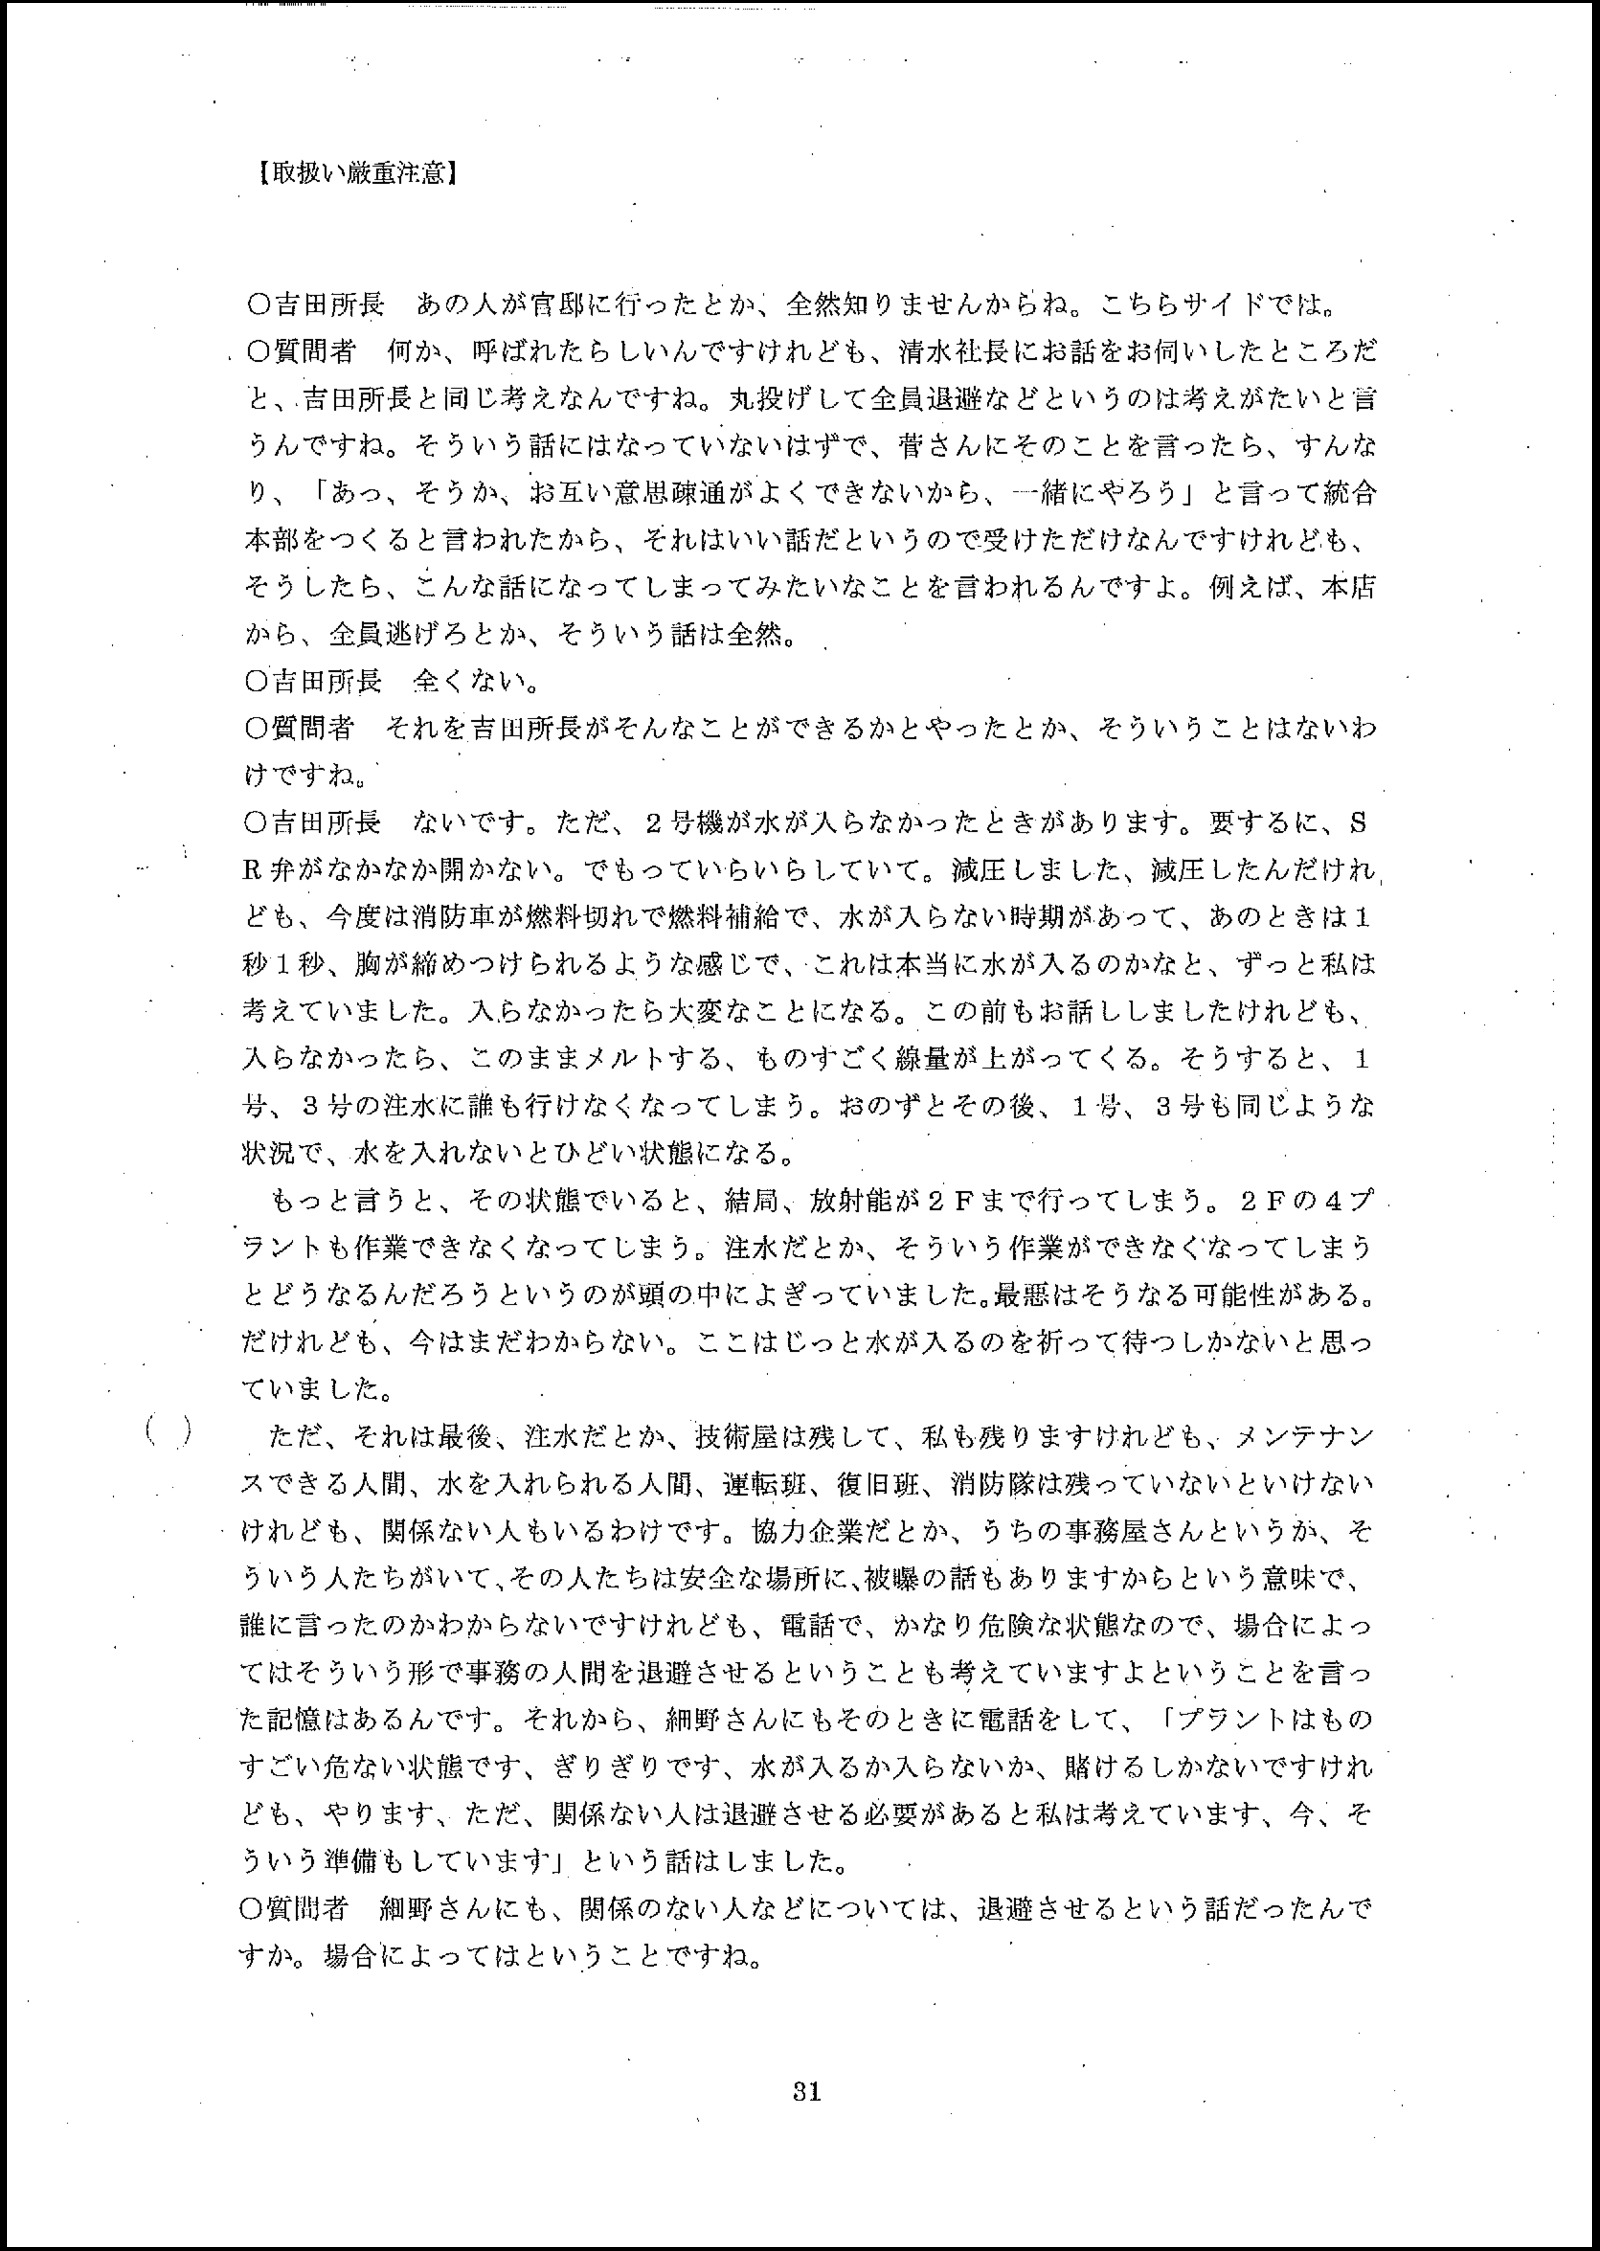 【取扱い厳重注意】
○吉田所長　あの人が官邸に行ったとか、全然知りませんからね。こちらサイドでは。
○質問者　何か、呼ばれたらしいんですけれども、清水社長にお話をお伺いしたところだ
と、吉田所長と同じ考えなんですね。丸投げして全員退避などというのは考えがたいと言
うんですね。そういう話にはなっていないはずで、菅さんにそのことを言ったら、すんな
り、「あっ、そうか、お互い意思疎通がよくできないから、一緒にやろう」と言って統合
本部をつくると言われたから、それはいい話だというので受けただけなんですけれども、
そうしたら、こんな話になってしまってみたいなことを言われるんですよ。例えば、本店
から、全員逃げろとか、そういう話は全然。
○吉田所長　全くない。
○質問者　それを吉田所長がそんなことができるかとやったとか、そういうことはないわ
けですね。
○吉田所長　ないです。ただ、２号機が水が入らなかったときがあります。要するに、Ｓ
Ｒ弁がなかなか開かない。でもっていらいらしていて。減圧しました、減圧したんだけれ
ども、今度は消防車が燃料切れで燃料補給で、水が入らない時期があって、あのときは１
秒１秒、胸が締めつけられるような感じで、これは本当に水が入るのかなと、ずっと私は
考えていました。入らなかったら大変なことになる。この前もお話ししましたけれども、
入らなかったら、このままメルトする、ものすごく線量が上がってくる。そうすると、１
号、３号の注水に誰も行けなくなってしまう。おのずとその後、１号、３号も同じような
状況で、水を入れないとひどい状態になる。
　もっと言うと、その状態でいると、結局、放射能が２Ｆまで行ってしまう。２Ｆの４プ
ラントも作業できなくなってしまう。注水だとか、そういう作業ができなくなってしまう
とどうなるんだろうというのが頭の中によぎっていました。最悪はそうなる可能性がある。
だけれども、今はまだわからない。ここはじっと水が入るのを祈って待つしかないと思っ
ていました。
　ただ、それは最後、注水だとか、技術屋は残して、私も残りますけれども、メンテナン
スできる人間、水を入れられる人間、運転班、復旧班、消防隊は残っていないといけない
けれども、関係ない人もいるわけです。協力企業だとか、うちの事務屋さんというか、そ
ういう人たちがいて、その人たちは安全な場所に、被曝の話もありますからという意味で、
誰に言ったのかわからないですけれども、電話で、かなり危険な状態なので、場合によっ
てはそういう形で事務の人間を退避させるということも考えていますよということを言っ
た記憶はあるんです。それから、細野さんにもそのときに電話をして、「プラントはもの
すごい危ない状態です、ぎりぎりです、水が入るか入らないか、賭けるしかないですけれ
ども、やります、ただ、関係ない人は退避させる必要があると私は考えています、今、そ
ういう準備もしています」という話はしました。
○質問者　細野さんにも、関係のない人などについては、退避させるという話だったんで
すか。場合によってはということですね。
31